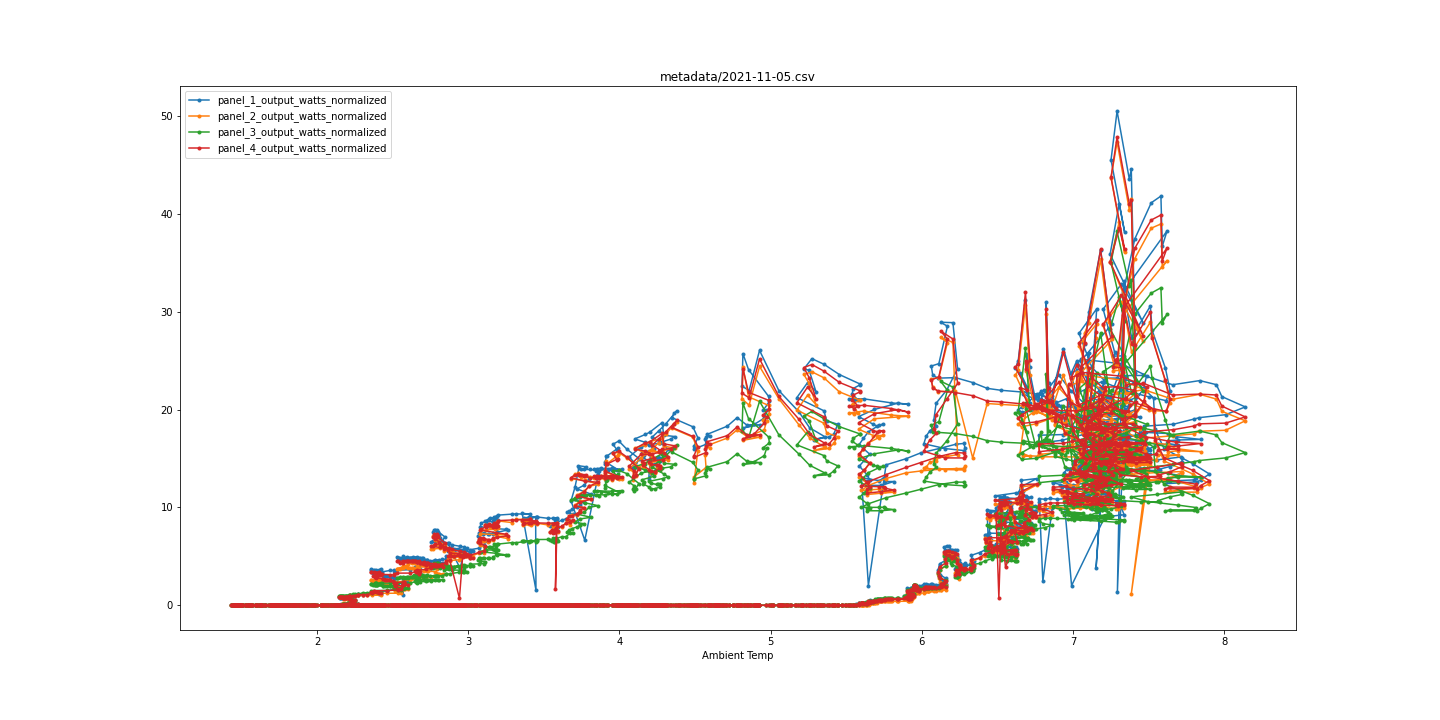 metadata/2021-11-05.csv
panel_1_output_watts_normalized
panel_2_output_watts_normalized
panel_3_output_watts_normalized
panel_4_output_watts_normalized
50
40
30
20
10
0
2 3 4 5 6 7 8
Ambient Temp